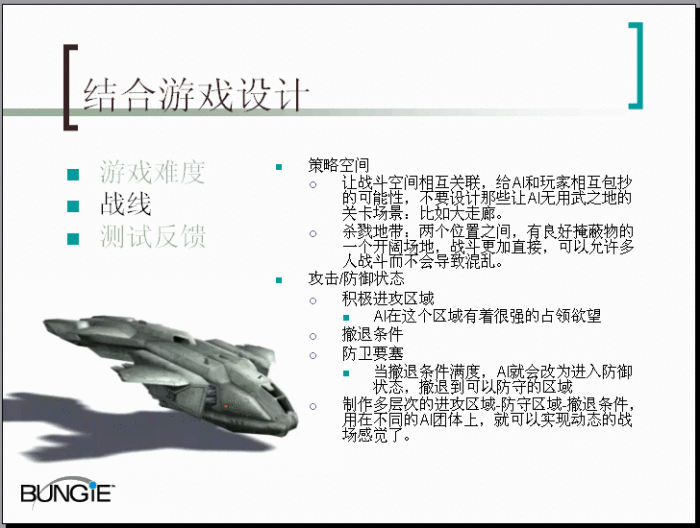 结合游戏设计
游戏难度
战线
测试反馈
策略空间
让战斗空间相互关联，给AI和玩家相互包抄
的可能性，不要设计那些让AI无用武之地的
关卡场景：比如大走廊。
杀戮地带：两个位置之间，有良好掩蔽物的
一个开阔场地，战斗更加直接，可以允许多
人战斗而不会导致混乱。
攻击/防御状态
积极进攻区域
AI在这个区域有着很强的占领欲望
撤退条件
防卫要塞
当撤退条件满度，AI就会改为进入防御
状态，撤退到可以防守的区域
制作多层次的进攻区域-防守区域-撤退条件，
用在不同的AI团体上，就可以实现动态的战
场感觉了。
BUNGiE™